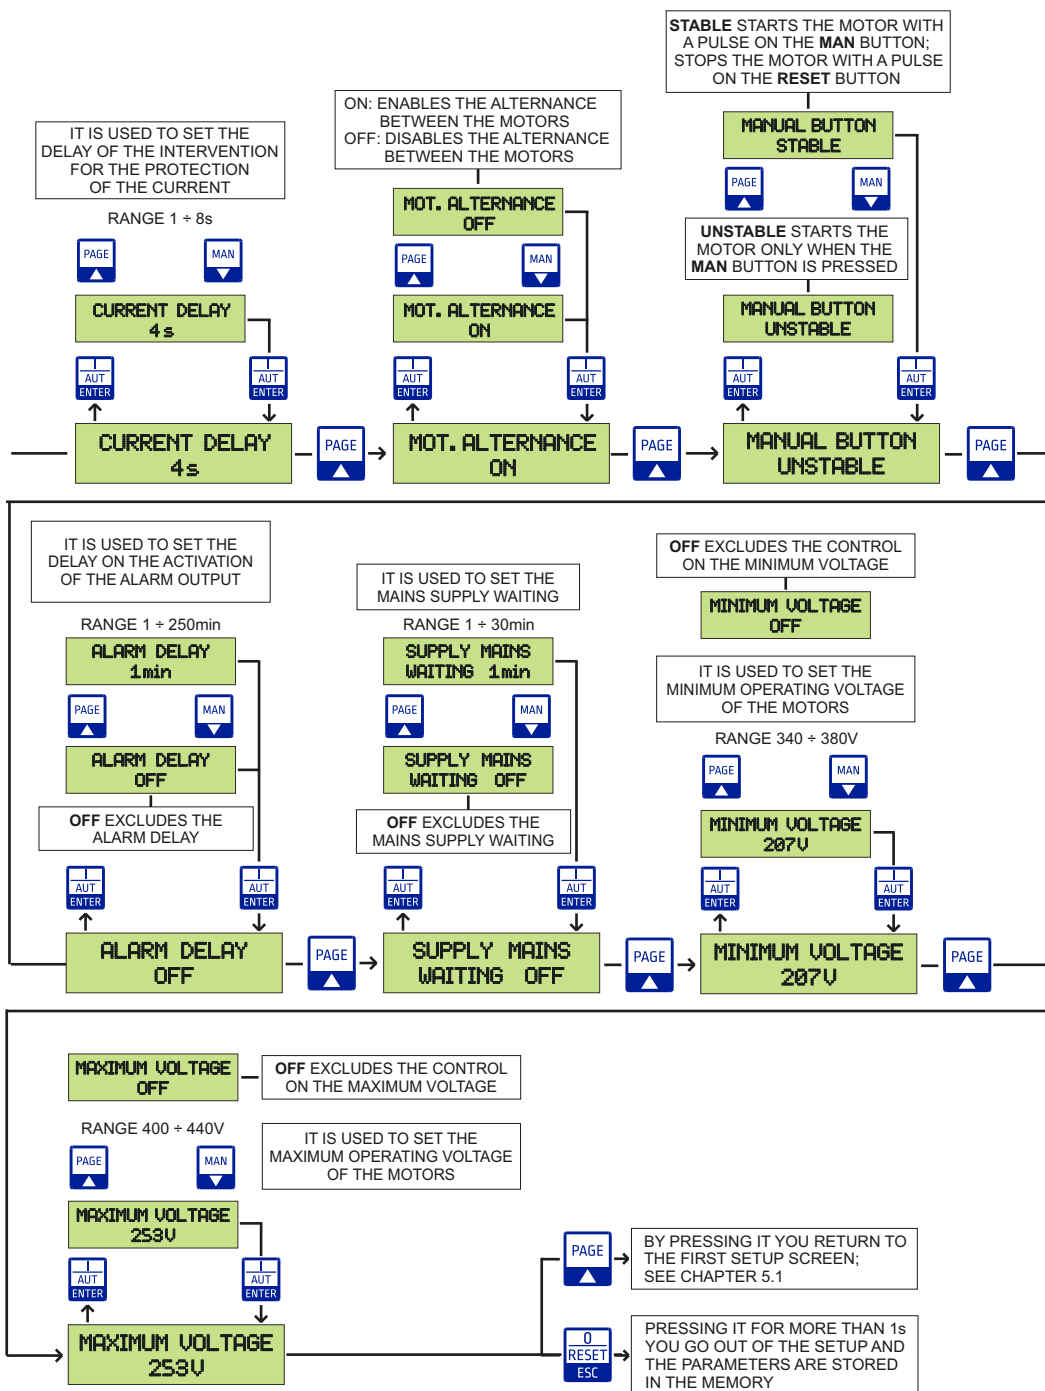 STABLE STARTS THE MOTOR WITH
A PULSE ON THE MAN BUTTON;
STOPS THE MOTOR WITH A PULSE
ON THE RESET BUTTON
ON: ENABLES THE ALTERNANCE
BETWEEN THE MOTORS
OFF: DISABLES THE ALTERNANCE
BETWEEN THE MOTORS
IT IS USED TO SET THE
DELAY OF THE INTERVENTION
FOR THE PROTECTION
OF THE CURRENT
RANGE 1 ÷ 8s
PAGE
MAN
CURRENT DELAY
4s
AUT
ENTER
AUT
ENTER
CURRENT DELAY
4s
PAGE
MOT. ALTERNANCE
OFF
PAGE
MAN
MOT. ALTERNANCE
ON
AUT
ENTER
AUT
ENTER
MOT. ALTERNANCE
ON
PAGE
MANUAL BUTTON
STABLE
PAGE
MAN
UNSTABLE STARTS THE
MOTOR ONLY WHEN THE
MAN BUTTON IS PRESSED
MANUAL BUTTON
UNSTABLE
AUT
ENTER
AUT
ENTER
MANUAL BUTTON
UNSTABLE
PAGE
IT IS USED TO SET THE
DELAY ON THE ACTIVATION
OF THE ALARM OUTPUT
RANGE 1 ÷ 250min
ALARM DELAY
1min
PAGE
MAN
ALARM DELAY
OFF
OFF EXCLUDES THE
ALARM DELAY
AUT
ENTER
AUT
ENTER
ALARM DELAY
OFF
PAGE
IT IS USED TO SET THE
MAINS SUPPLY WAITING
RANGE 1 ÷ 30min
SUPPLY MAINS
WAITING 1min
PAGE
MAN
SUPPLY MAINS
WAITING OFF
OFF EXCLUDES THE
MAINS SUPPLY WAITING
AUT
ENTER
AUT
ENTER
SUPPLY MAINS
WAITING OFF
PAGE
OFF EXCLUDES THE CONTROL
ON THE MINIMUM VOLTAGE
MINIMUM VOLTAGE
OFF
IT IS USED TO SET THE
MINIMUM OPERATING VOLTAGE
OF THE MOTORS
RANGE 340 ÷ 380V
PAGE
MAN
MINIMUM VOLTAGE
207V
AUT
ENTER
AUT
ENTER
MINIMUM VOLTAGE
207V
PAGE
MAXIMUM VOLTAGE
OFF
OFF EXCLUDES THE CONTROL
ON THE MAXIMUM VOLTAGE
RANGE 400 ÷ 440V
IT IS USED TO SET THE
MAXIMUM OPERATING VOLTAGE
OF THE MOTORS
PAGE
MAN
MAXIMUM VOLTAGE
253V
AUT
ENTER
AUT
ENTER
MAXIMUM VOLTAGE
253V
PAGE
BY PRESSING IT YOU RETURN TO
THE FIRST SETUP SCREEN;
SEE CHAPTER 5.1
0
RESET
ESC
PRESSING IT FOR MORE THAN 1s
YOU GO OUT OF THE SETUP AND
THE PARAMETERS ARE STORED
IN THE MEMORY